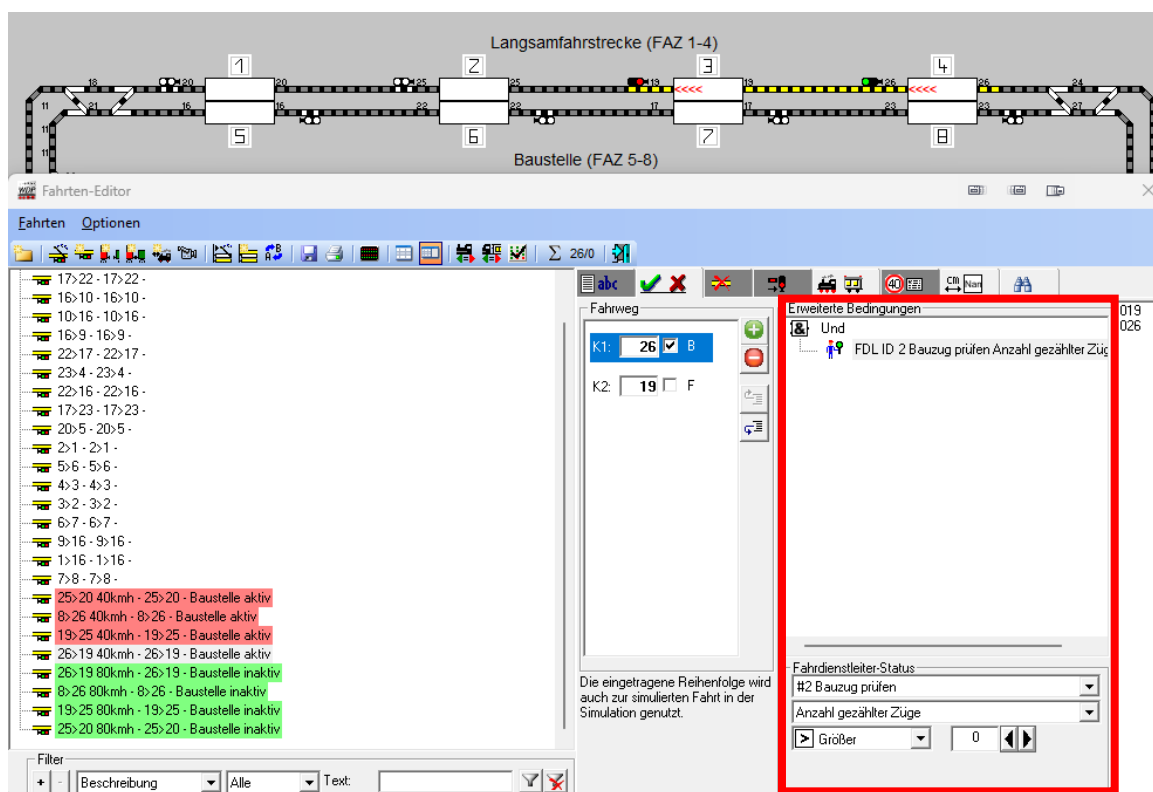 Langsamfahrstrecke (FAZ 1-4)
1 2 3 4
18 20 20 25 25 19 19 26 26 24
11 21 16 16 22 22 17 17 23 23 27
11
11
5 6 7 8
Baustelle (FAZ 5-8)
Fahrten-Editor
Fahrten Optionen
Σ 26/0
17>22 - 17>22 -
16>10 - 16>10 -
10>16 - 10>16 -
16>9 - 16>9 -
22>17 - 22>17 -
23>4 - 23>4 -
22>16 - 22>16 -
17>23 - 17>23 -
20>5 - 20>5 -
2>1 - 2>1 -
5>6 - 5>6 -
4>3 - 4>3 -
3>2 - 3>2 -
6>7 - 6>7 -
9>16 - 9>16 -
1>16 - 1>16 -
7>8 - 7>8 -
25>20 40kmh - 25>20 - Baustelle aktiv
8>26 40kmh - 8>26 - Baustelle aktiv
19>25 40kmh - 19>25 - Baustelle aktiv
26>19 40kmh - 26>19 - Baustelle aktiv
26>19 80kmh - 26>19 - Baustelle inaktiv
8>26 80kmh - 8>26 - Baustelle inaktiv
19>25 80kmh - 19>25 - Baustelle inaktiv
25>20 80kmh - 25>20 - Baustelle inaktiv
Filter
+ - Beschreibung Alle Text:
abc 40 cm Nan
Fahrweg
K1: 26 B
K2: 19 F
Die eingetragene Reihenfolge wird
auch zur simulierten Fahrt in der
Simulation genutzt.
Erweiterte Bedingungen
& Und
FDL ID 2 Bauzug prüfen Anzahl gezählter Züg
019
026
Fahrdienstleiter-Status
#2 Bauzug prüfen
Anzahl gezählter Züge
> Größer 0